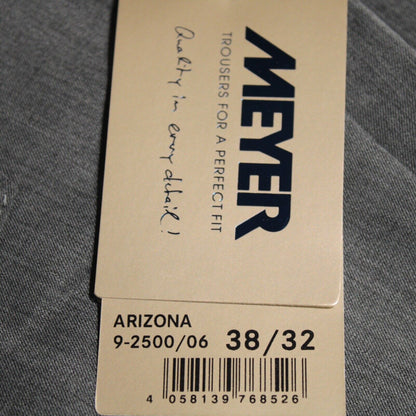 MEYER
TROUSERS FOR A PERFECT FIT
Quality in every detail!
ARIZONA
9-2500/06 38/32
4 058139 768526